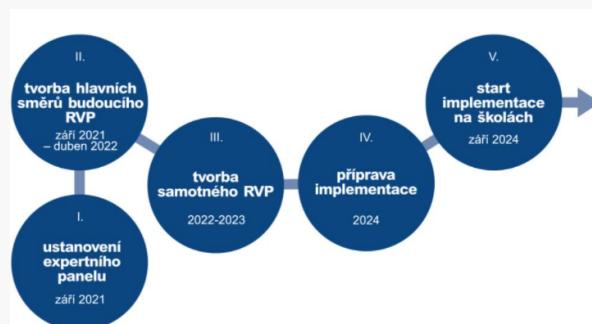 I.
ustanovení
expertního
panelu
září 2021
II.
tvorba hlavních
směrů budoucího
RVP
září 2021
– duben 2022
III.
tvorba
samotného RVP
2022-2023
IV.
příprava
implementace
2024
V.
start
implementace
na školách
září 2024